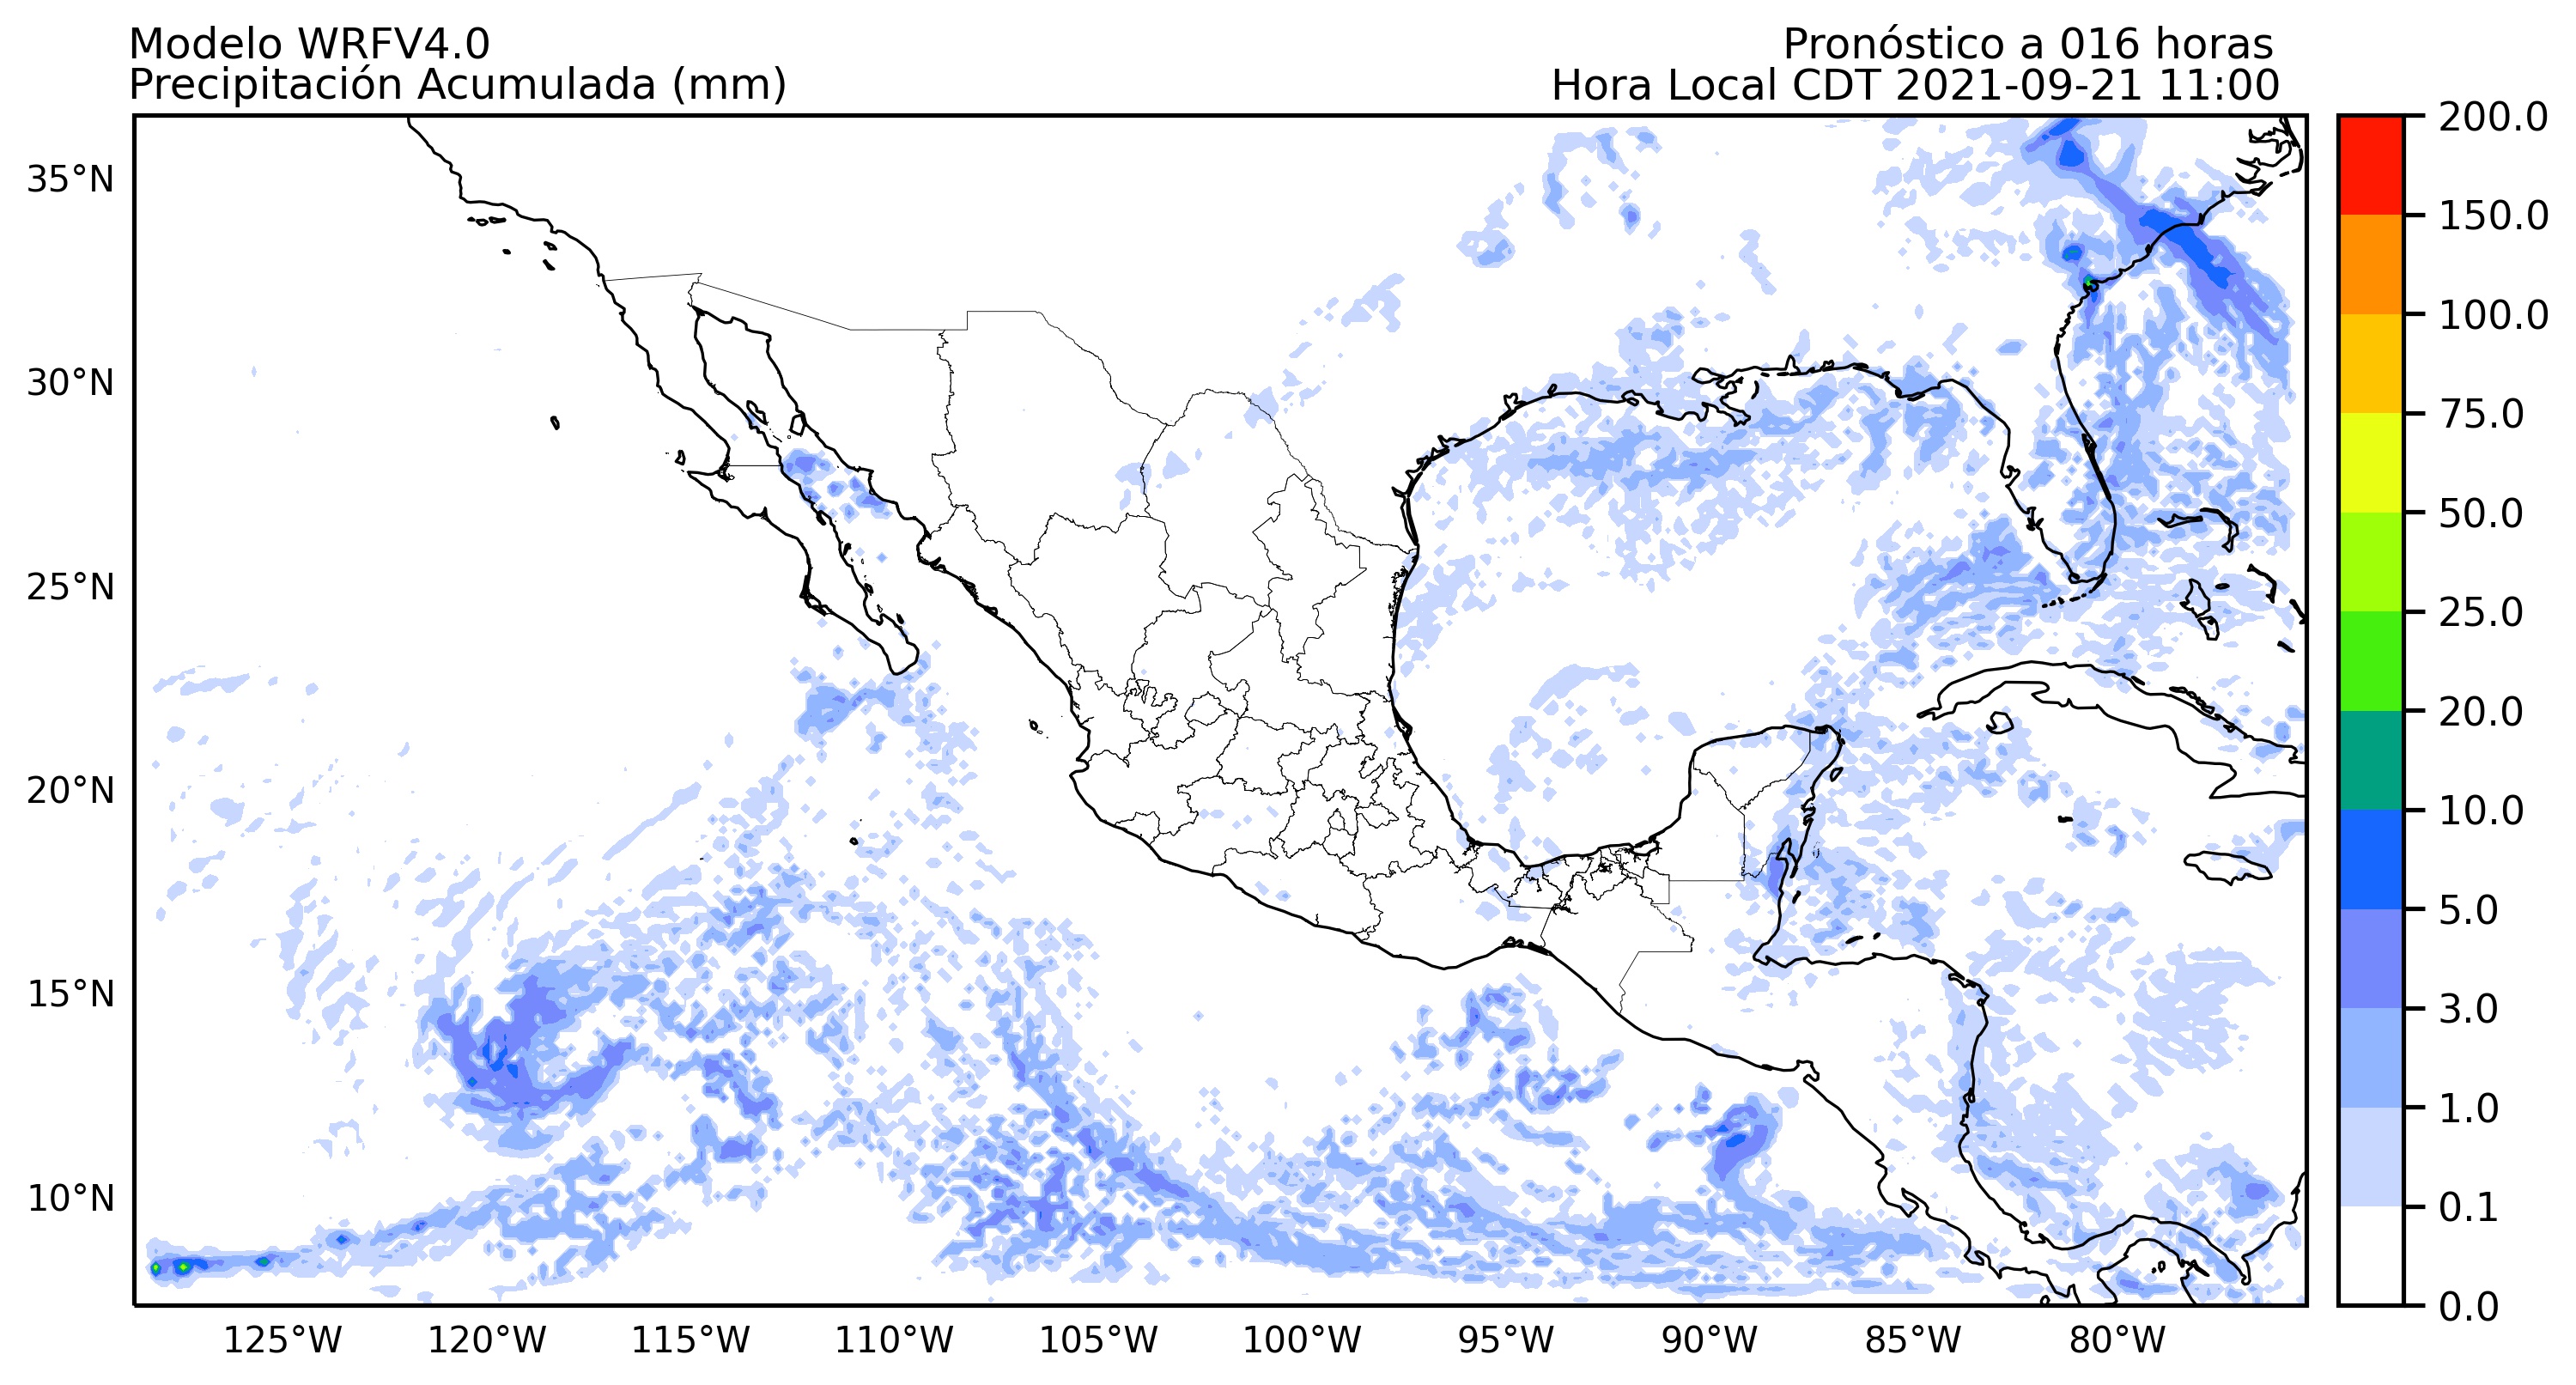 Modelo WRFV4.0
Precipitación Acumulada (mm)
Pronóstico a 016 horas
Hora Local CDT 2021-09-21 11:00
35°N
30°N
25°N
20°N
15°N
10°N
125°W
120°W
115°W
110°W
105°W
100°W
95°W
90°W
85°W
80°W
200.0
150.0
100.0
75.0
50.0
25.0
20.0
10.0
5.0
3.0
1.0
0.1
0.0